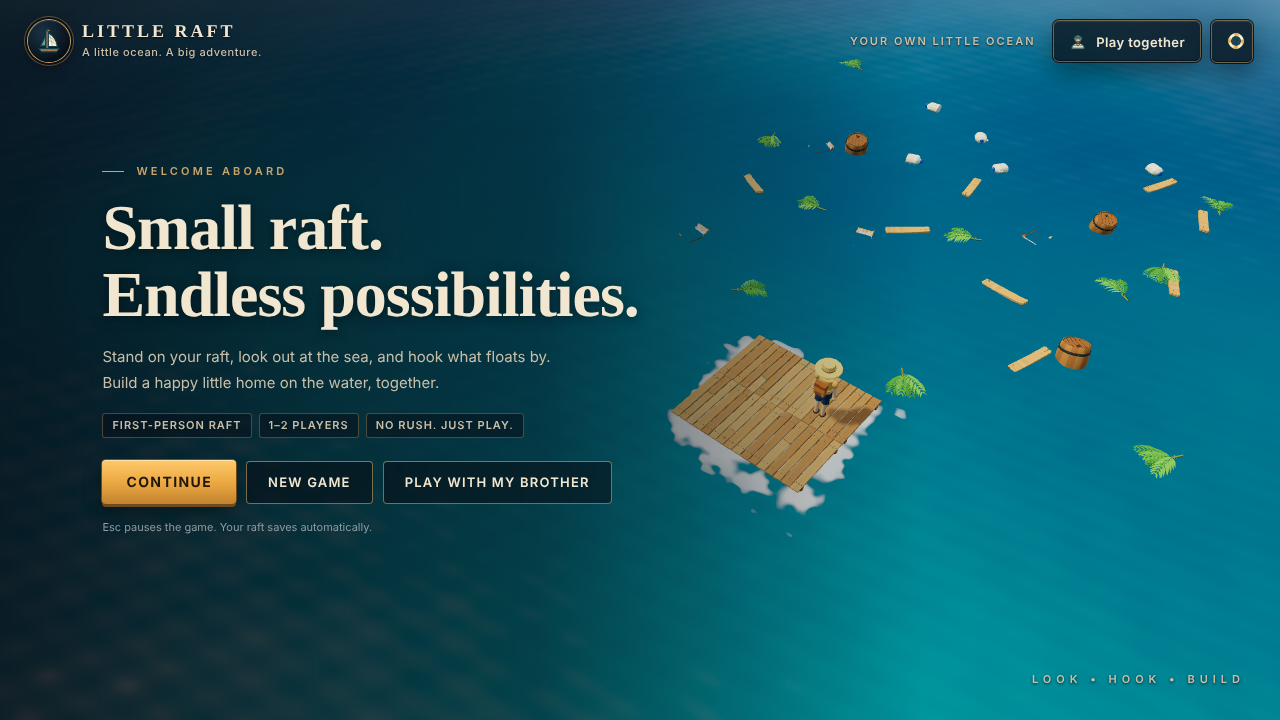 LITTLE RAFT
A little ocean. A big adventure.
YOUR OWN LITTLE OCEAN
Play together
WELCOME ABOARD
Small raft.
Endless possibilities.
Stand on your raft, look out at the sea, and hook what floats by.
Build a happy little home on the water, together.
FIRST-PERSON RAFT
1–2 PLAYERS
NO RUSH. JUST PLAY.
CONTINUE
NEW GAME
PLAY WITH MY BROTHER
Esc pauses the game. Your raft saves automatically.
LOOK • HOOK • BUILD